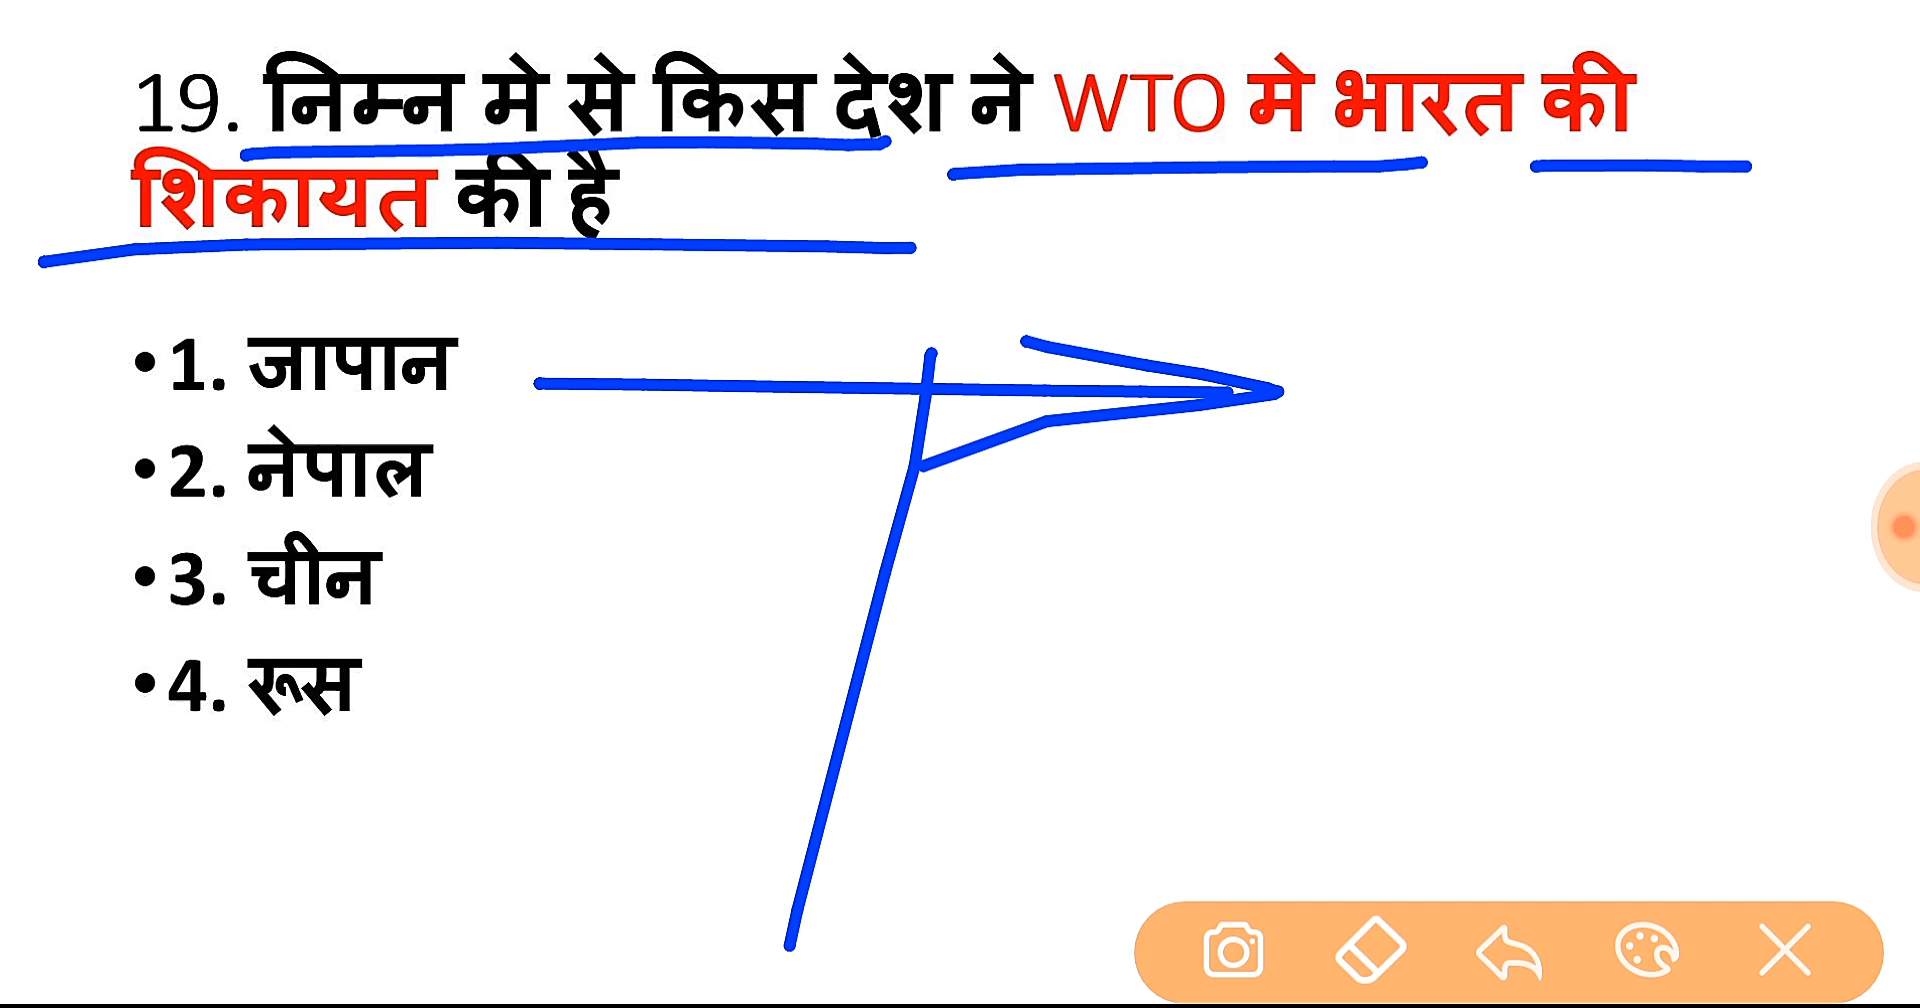 19. निम्न मे से किस देश ने WTO मे भारत की
शिकायत की है
•1. जापान
•2. नेपाल
•3. चीन
•4. रूस